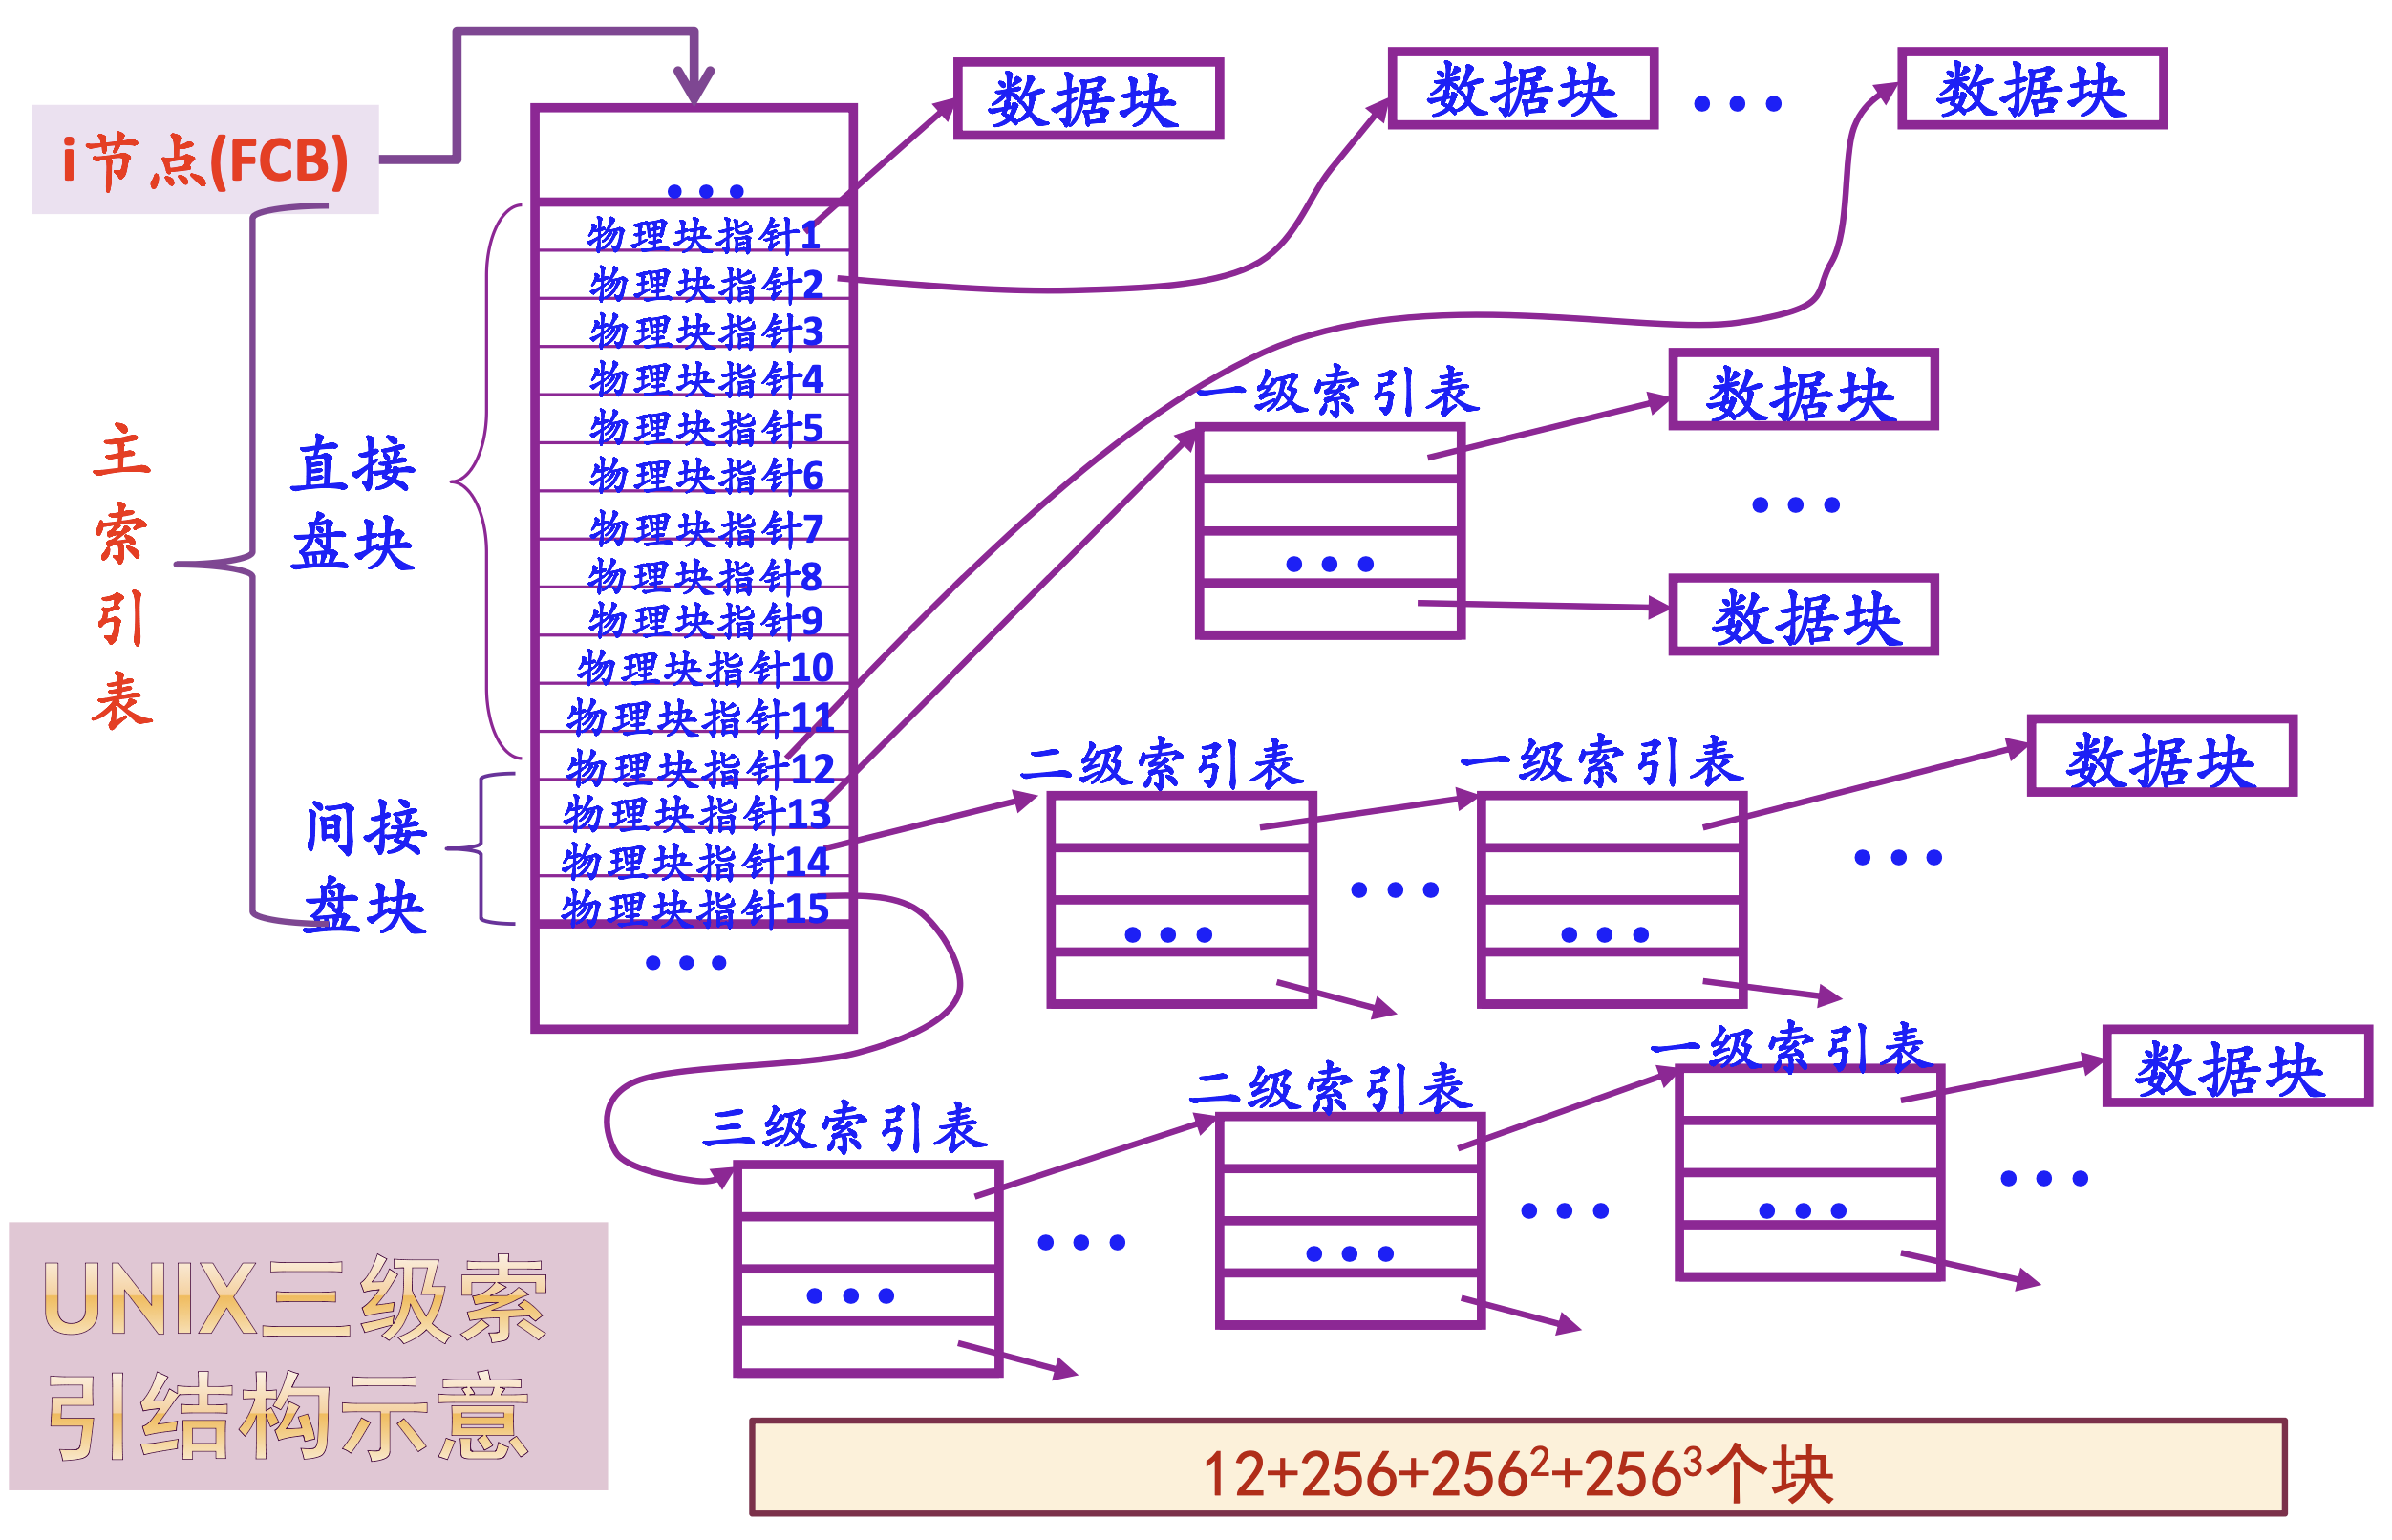 i节点(FCB)
主索引表
直接
盘块
间接
盘块
•••
物理块指针1
物理块指针2
物理块指针3
物理块指针4
物理块指针5
物理块指针6
物理块指针7
物理块指针8
物理块指针9
物理块指针10
物理块指针11
物理块指针12
物理块指针13
物理块指针14
物理块指针15
•••
数据块
数据块
•••
数据块
一级索引表
•••
数据块
•••
数据块
二级索引表
•••
•••
一级索引表
•••
数据块
•••
三级索引表
•••
•••
二级索引表
•••
•••
一级索引表
•••
数据块
•••
UNIX三级索
引结构示意
12+256+256²+256³个块